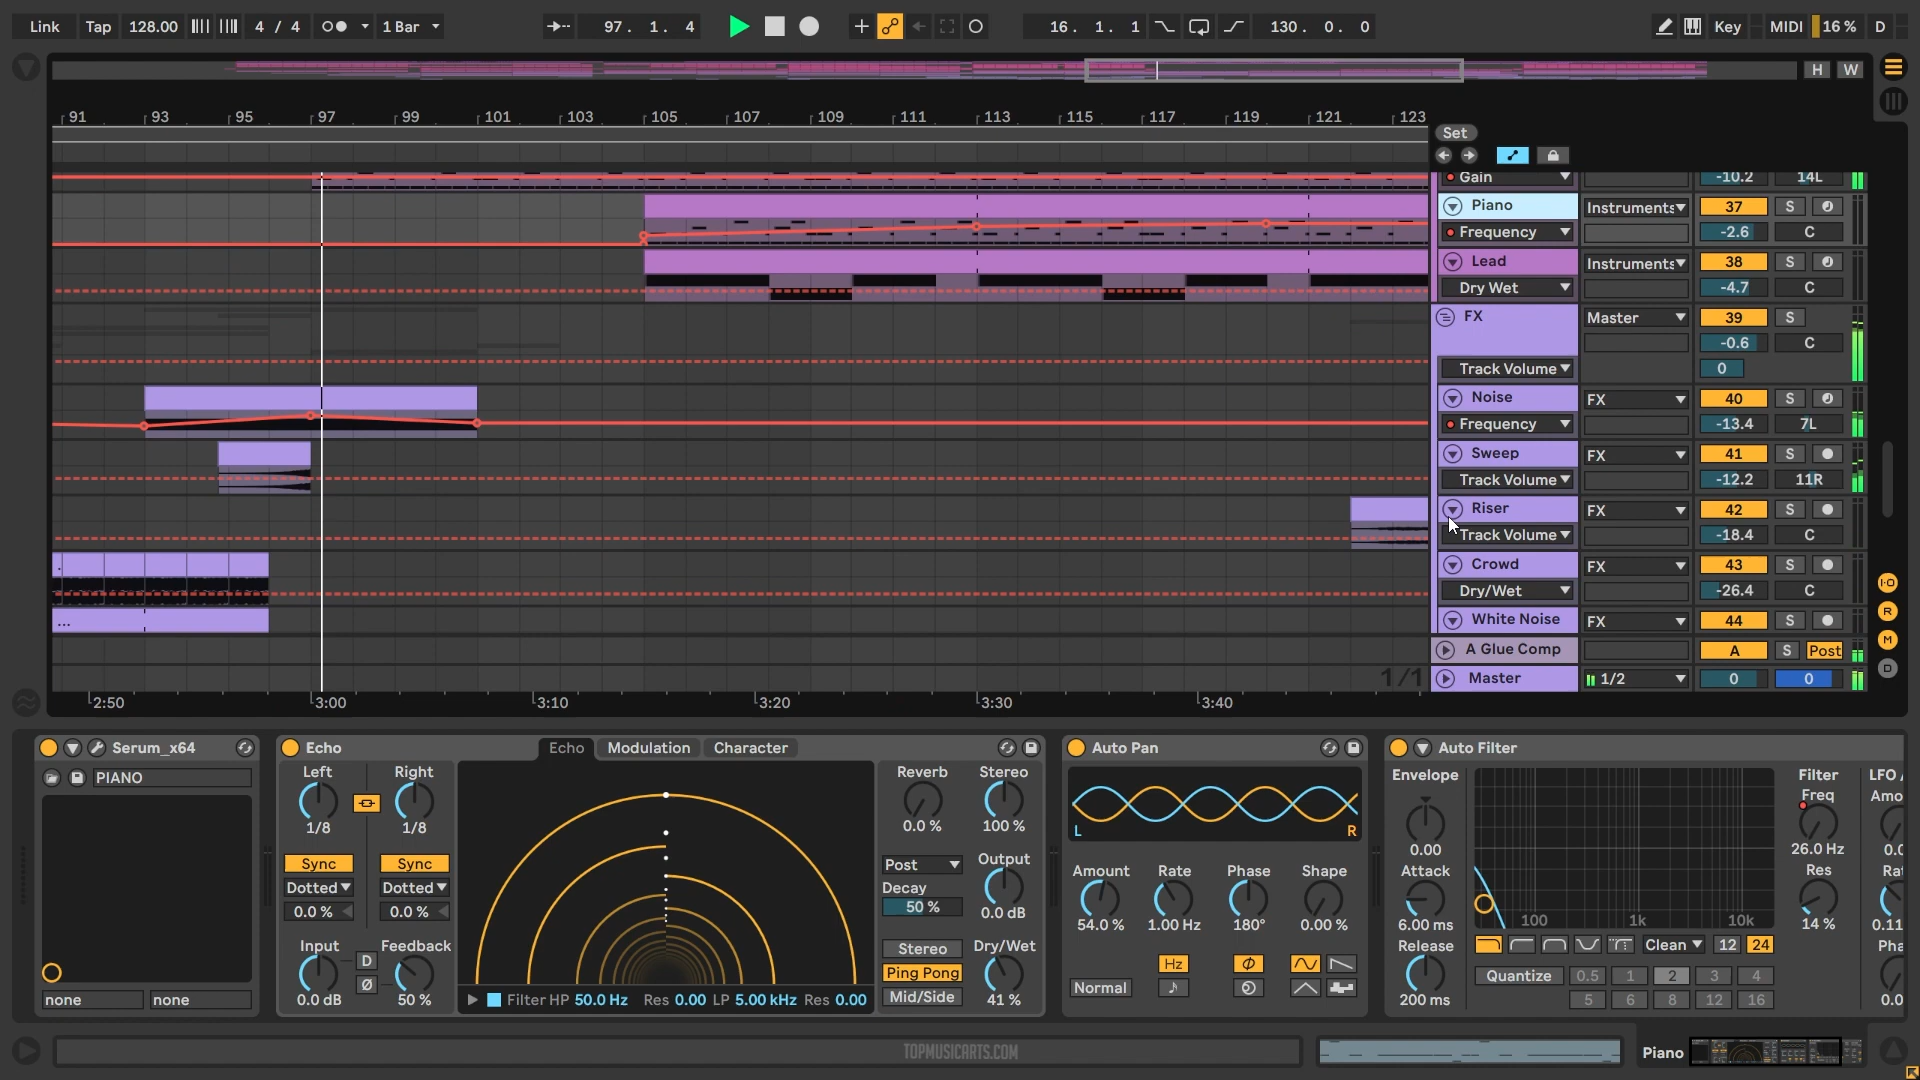 Link Tap 128.00 4 / 4 1 Bar 97. 1. 4 16. 1. 1 130. 0. 0 Key MIDI 16 % D
H W
91 93 95 97 99 101 103 105 107 109 111 113 115 117 119 121 123
Set
Gain -10.2 14L
Piano Instruments 37 S
Frequency -2.6 C
Lead Instruments 38 S
Dry Wet -4.7 C
FX Master 39 S
-0.6 C
Track Volume 0
Noise FX 40 S
Frequency -13.4 7L
Sweep FX 41 S
Track Volume -12.2 11R
Riser FX 42 S
Track Volume -18.4 C
Crowd FX 43 S
Dry/Wet -26.4 C
... White Noise FX 44 S
A Glue Comp A S Post
1/1 Master 1/2 0 0
I·O
R
M
D
2:50 3:00 3:10 3:20 3:30 3:40
Serum_x64
PIANO
none none
Echo Echo Modulation Character
Left Right
1/8 1/8
Sync Sync
Dotted Dotted
0.0 % 0.0 %
Input Feedback
D
Ø
0.0 dB 50 %
Filter HP 50.0 Hz Res 0.00 LP 5.00 kHz Res 0.00
Reverb Stereo
0.0 % 100 %
Post Output
Decay
50 % 0.0 dB
Stereo Dry/Wet
Ping Pong
Mid/Side 41 %
Auto Pan
L R
Amount Rate Phase Shape
54.0 % 1.00 Hz 180° 0.00 %
Hz
Normal
Auto Filter
Envelope
0.00
Attack
6.00 ms
Release
200 ms
100 1k 10k
Clean 12 24
Quantize 0.5 1 2 3 4
5 6 8 12 16
Filter
Freq
26.0 Hz
Res
14 %
TOPMUSICARTS.COM
Piano